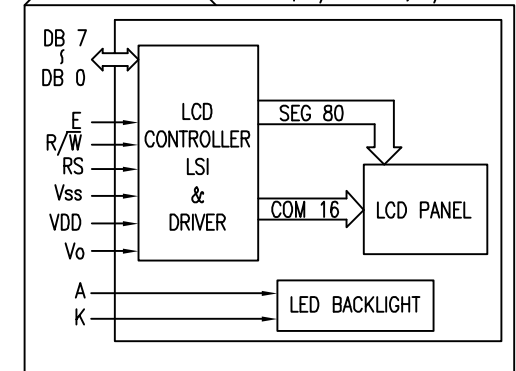 DB 7
∫
DB 0
E
R/W̅
RS
Vss
VDD
Vo
A
K
LCD
CONTROLLER
LSI
&
DRIVER
SEG 80
COM 16
LCD PANEL
LED BACKLIGHT